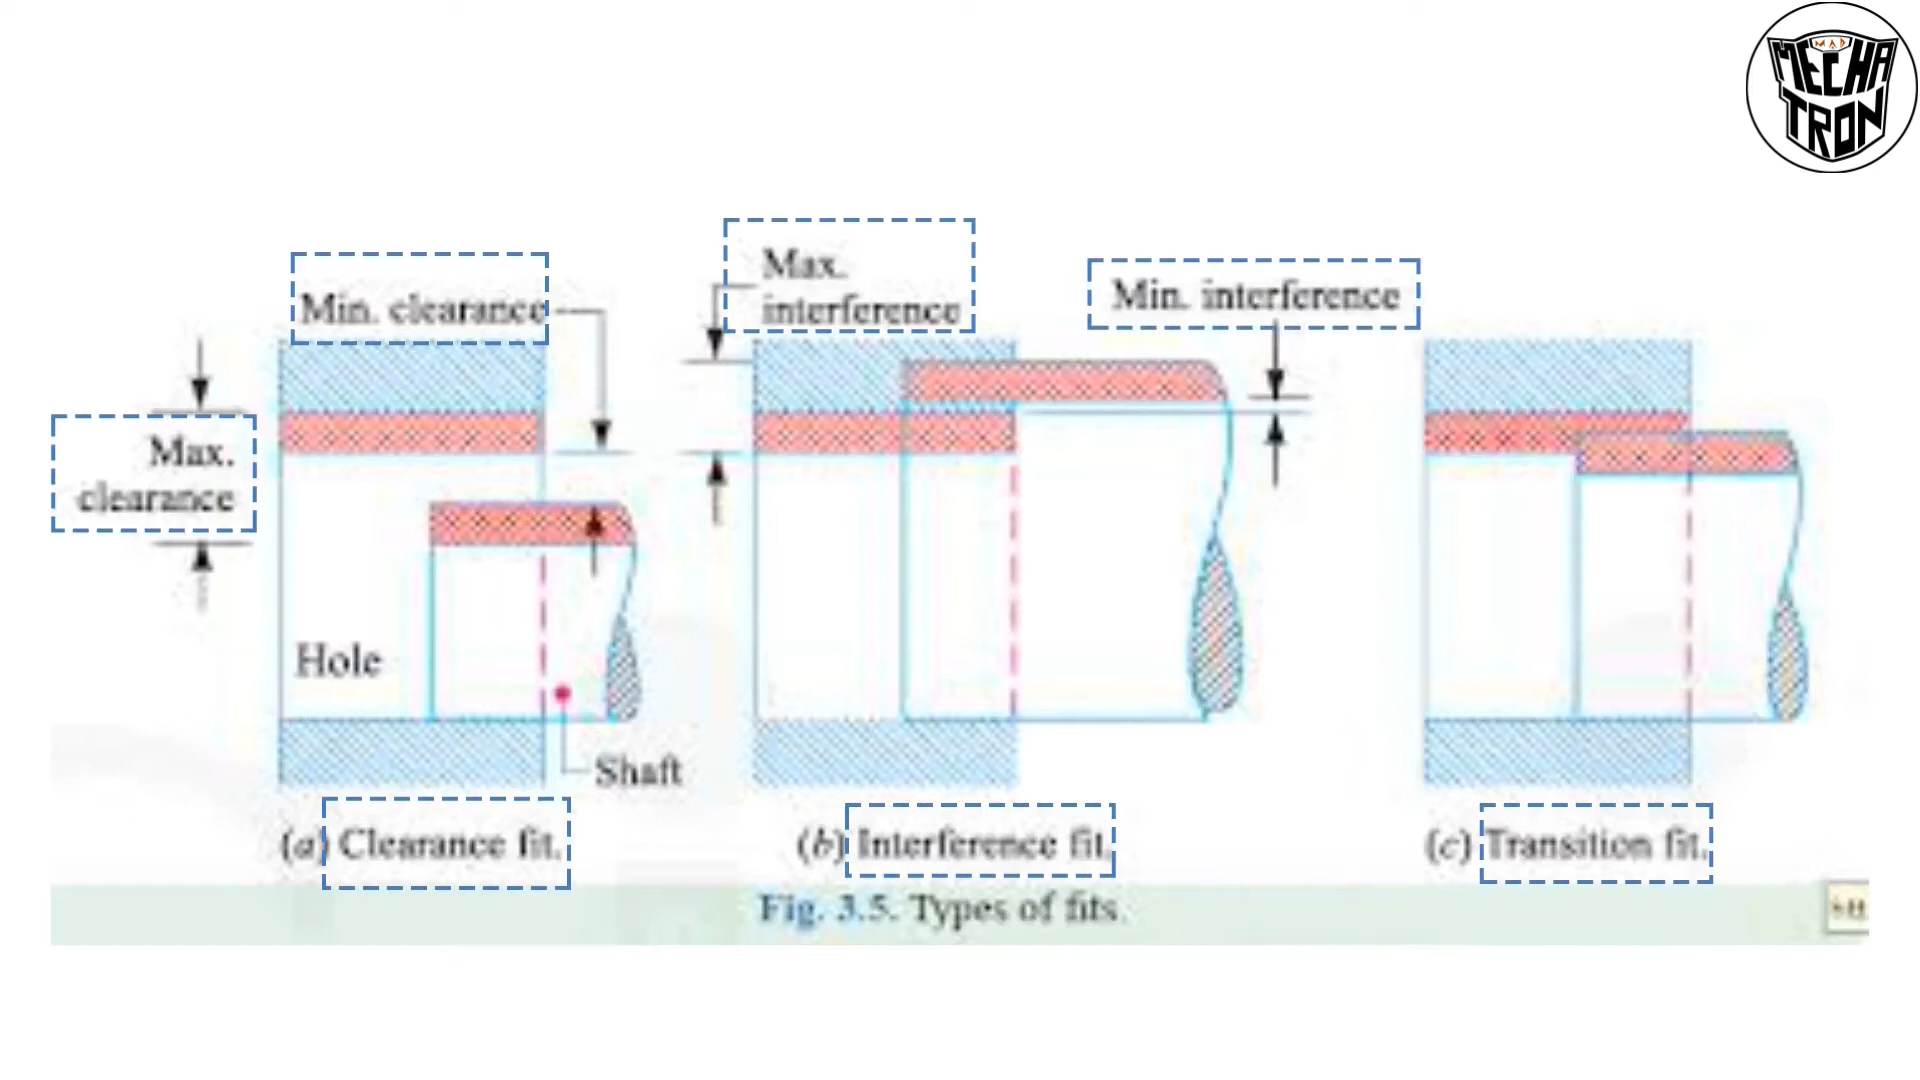 MAD
MECHA
TRON
Max.
interference
Min. interference
Min. clearance
Max.
clearance
Hole
Shaft
(a) Clearance fit.
(b) Interference fit.
(c) Transition fit.
Fig. 3.5. Types of fits.